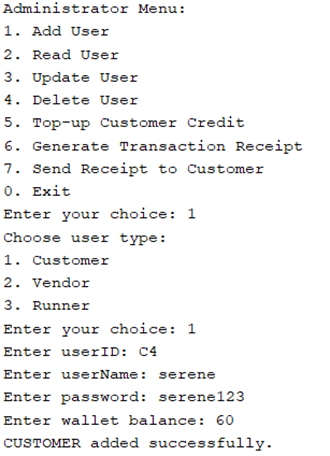 Administrator Menu:
1. Add User
2. Read User
3. Update User
4. Delete User
5. Top-up Customer Credit
6. Generate Transaction Receipt
7. Send Receipt to Customer
0. Exit
Enter your choice: 1
Choose user type:
1. Customer
2. Vendor
3. Runner
Enter your choice: 1
Enter userID: C4
Enter userName: serene
Enter password: serene123
Enter wallet balance: 60
CUSTOMER added successfully.